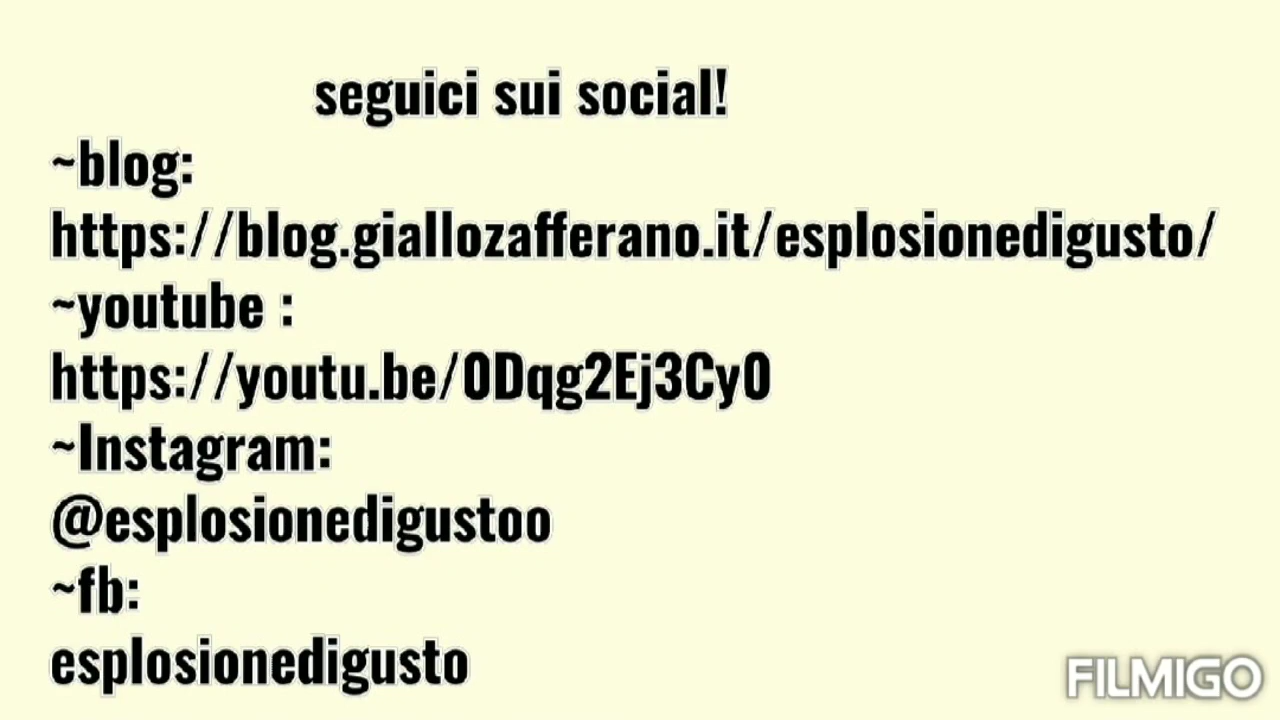 seguici sui social!
~blog:
https://blog.giallozafferano.it/esplosionedigusto/
~youtube :
https://youtu.be/0Dqg2Ej3Cy0
~Instagram:
@esplosionedigustoo
~fb:
esplosionedigusto
FILMIGO